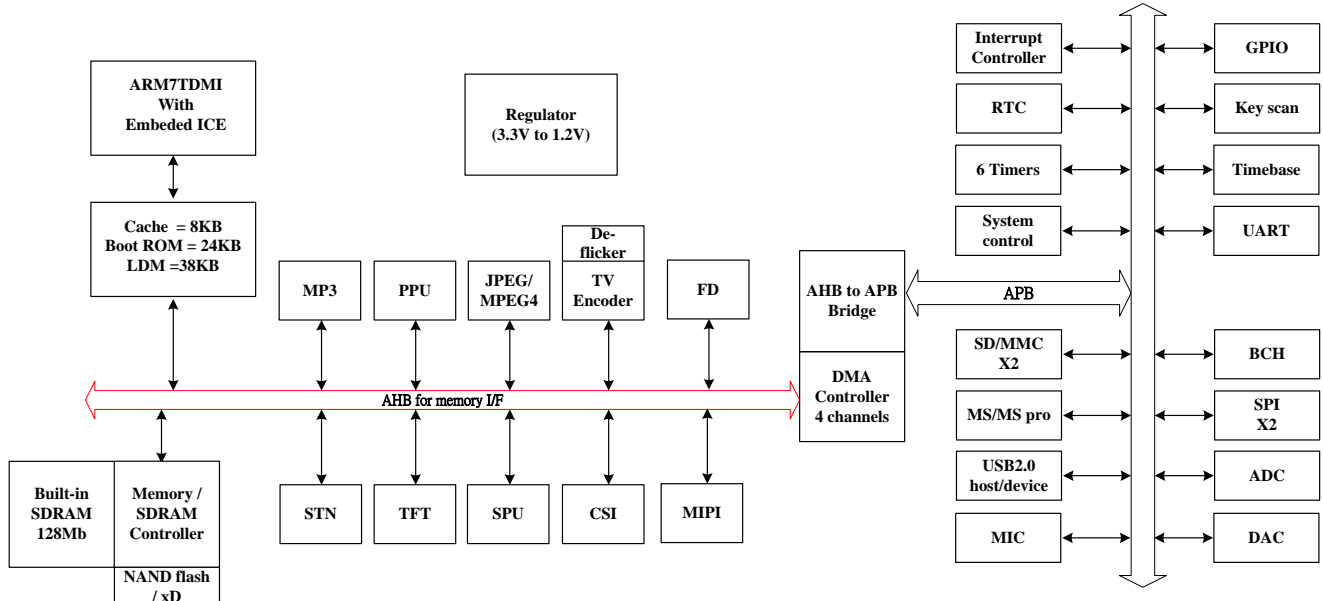 ARM7TDMI
With
Embeded ICE
Cache = 8KB
Boot ROM = 24KB
LDM =38KB
Regulator
(3.3V to 1.2V)
MP3
PPU
JPEG/
MPEG4
De-
flicker
TV
Encoder
FD
AHB for memory I/F
STN
TFT
SPU
CSI
MIPI
Built-in
SDRAM
128Mb
Memory /
SDRAM
Controller
NAND flash
/ xD
AHB to APB
Bridge
DMA
Controller
4 channels
APB
Interrupt
Controller
RTC
6 Timers
System
control
SD/MMC
X2
MS/MS pro
USB2.0
host/device
MIC
GPIO
Key scan
Timebase
UART
BCH
SPI
X2
ADC
DAC